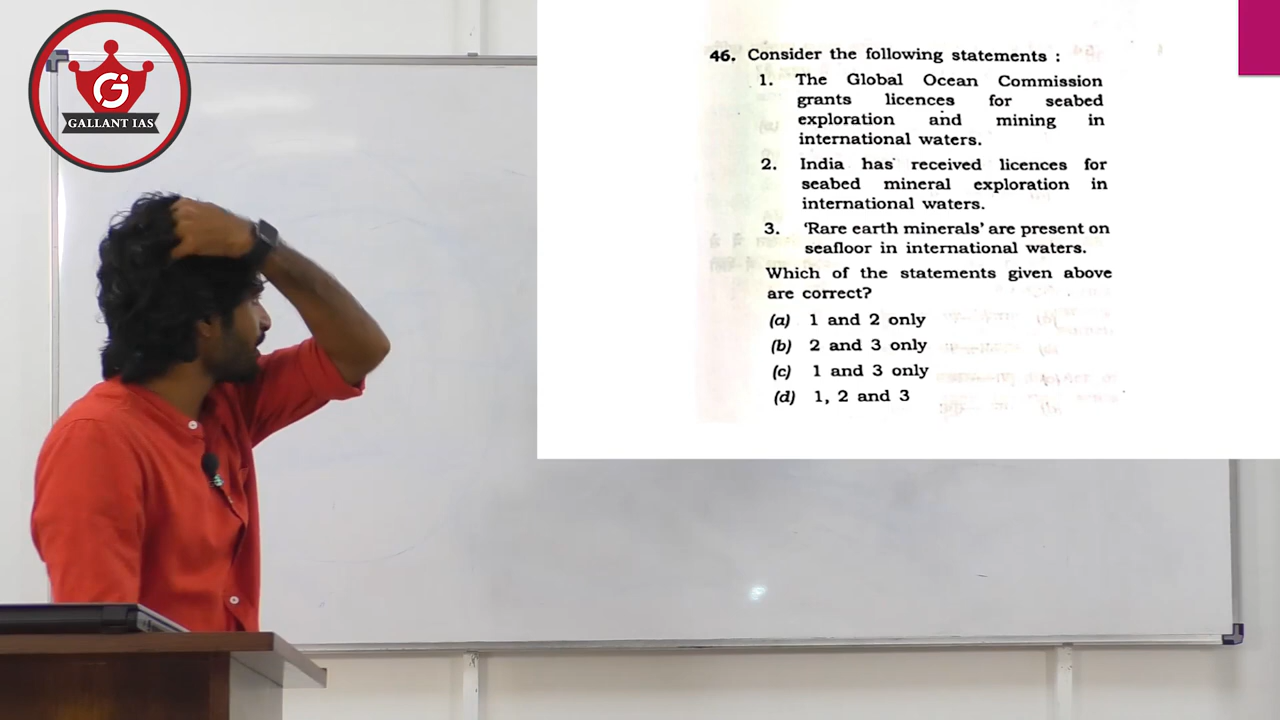 Gi
GALLANT IAS
46. Consider the following statements :
1. The Global Ocean Commission
grants licences for seabed
exploration and mining in
international waters.
2. India has received licences for
seabed mineral exploration in
international waters.
3. ‘Rare earth minerals’ are present on
seafloor in international waters.
Which of the statements given above
are correct?
(a) 1 and 2 only
(b) 2 and 3 only
(c) 1 and 3 only
(d) 1, 2 and 3